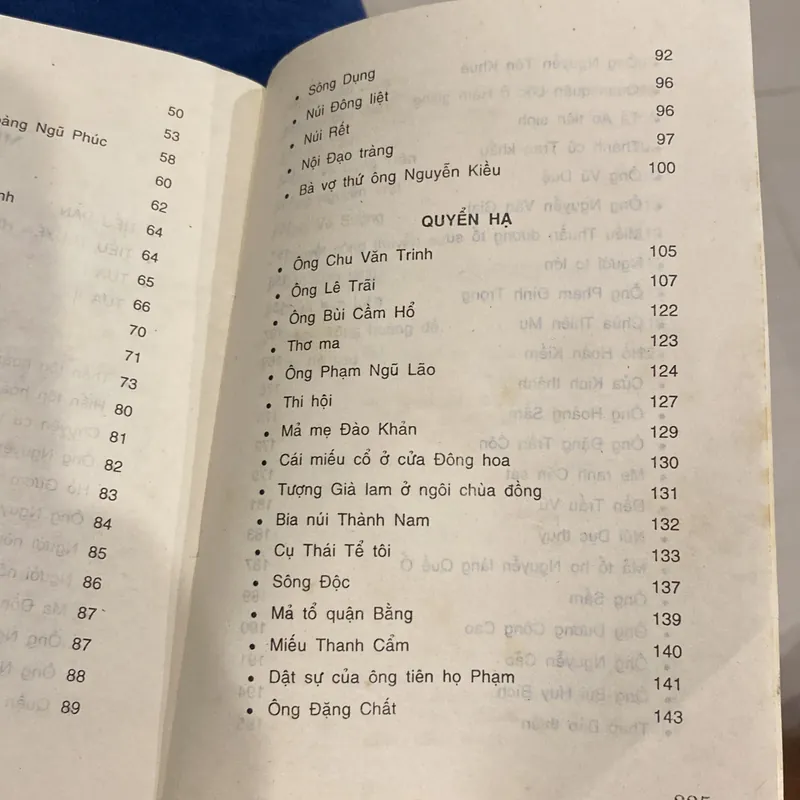 50
oàng Ngũ Phúc 53
58
60
nh 62
64
64
65
66
70
71
73
80
81
82
83
84
85
86
87
87
88
89
• Sông Dụng 92
• Núi Đông liệt 96
• Núi Rết 96
• Nội Đạo tràng 97
• Bà vợ thứ ông Nguyễn Kiều 100
QUYỂN HẠ
• Ông Chu Văn Trinh 105
• Ông Lê Trãi 107
• Ông Bùi Cầm Hổ 122
• Thơ ma 123
• Ông Phạm Ngũ Lão 124
• Thi hội 127
• Mả mẹ Đào Khản 129
• Cái miếu cổ ở cửa Đông hoa 130
• Tượng Già lam ở ngôi chùa đồng 131
• Bia núi Thành Nam 132
• Cụ Thái Tể tôi 133
• Sông Độc 137
• Mả tổ quận Bằng 139
• Miếu Thanh Cẩm 140
• Dật sự của ông tiên họ Phạm 141
• Ông Đặng Chất 143